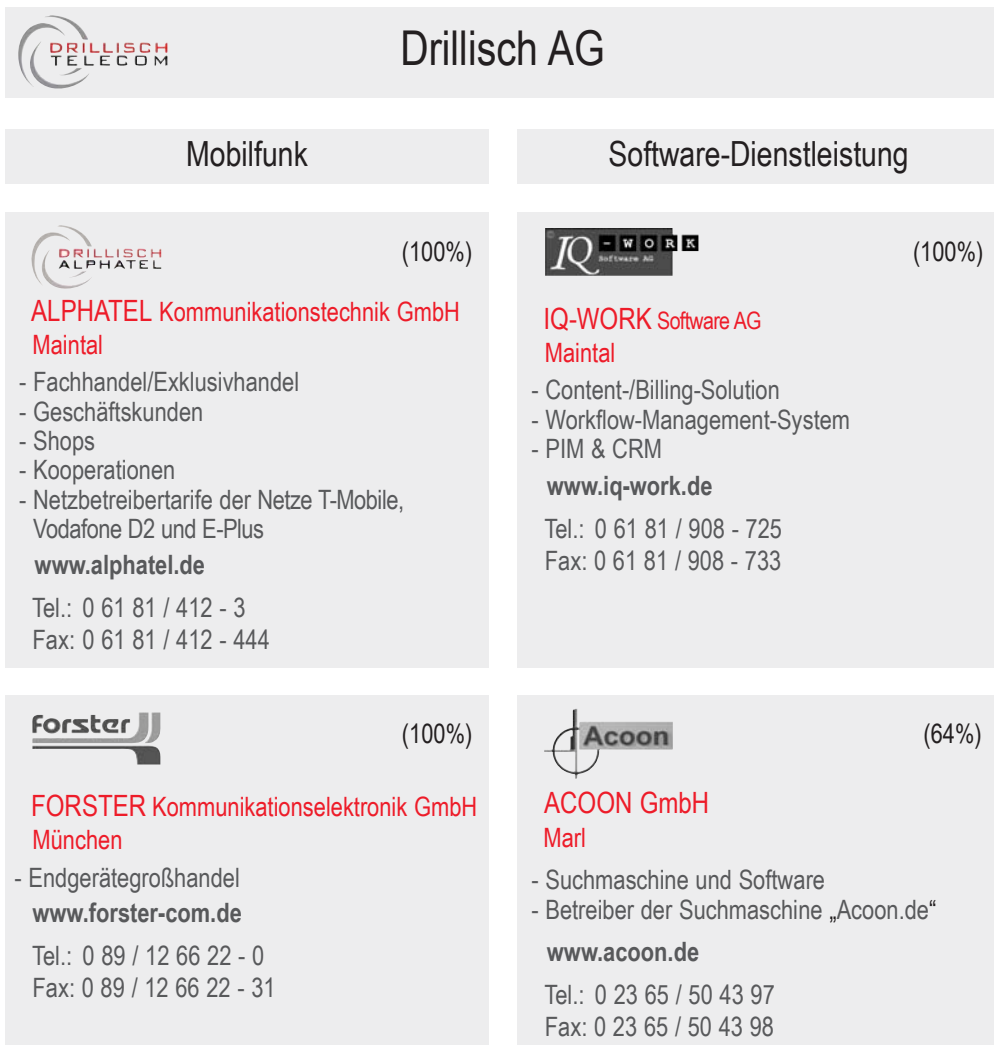 DRILLISCH
TELECOM
Drillisch AG
Mobilfunk
DRILLISCH
ALPHATEL
(100%)
ALPHATEL Kommunikationstechnik GmbH
Maintal
- Fachhandel/Exklusivhandel
- Geschäftskunden
- Shops
- Kooperationen
- Netzbetreibertarife der Netze T-Mobile,
Vodafone D2 und E-Plus
www.alphatel.de
Tel.: 0 61 81 / 412 - 3
Fax: 0 61 81 / 412 - 444
Forster
(100%)
FORSTER Kommunikationselektronik GmbH
München
- Endgerätegroßhandel
www.forster-com.de
Tel.: 0 89 / 12 66 22 - 0
Fax: 0 89 / 12 66 22 - 31
Software-Dienstleistung
©IQ-WORK
Software AG
(100%)
IQ-WORK Software AG
Maintal
- Content-/Billing-Solution
- Workflow-Management-System
- PIM & CRM
www.iq-work.de
Tel.: 0 61 81 / 908 - 725
Fax: 0 61 81 / 908 - 733
Acoon
(64%)
ACOON GmbH
Marl
- Suchmaschine und Software
- Betreiber der Suchmaschine „Acoon.de“
www.acoon.de
Tel.: 0 23 65 / 50 43 97
Fax: 0 23 65 / 50 43 98